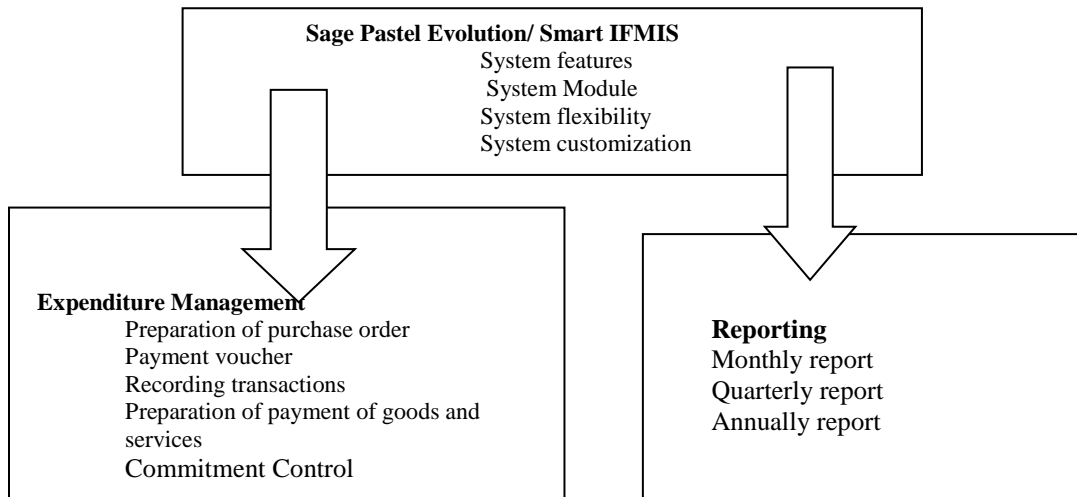 Sage Pastel Evolution/ Smart IFMIS
System features
System Module
System flexibility
System customization
Expenditure Management
Preparation of purchase order
Payment voucher
Recording transactions
Preparation of payment of goods and
services
Commitment Control
Reporting
Monthly report
Quarterly report
Annually report